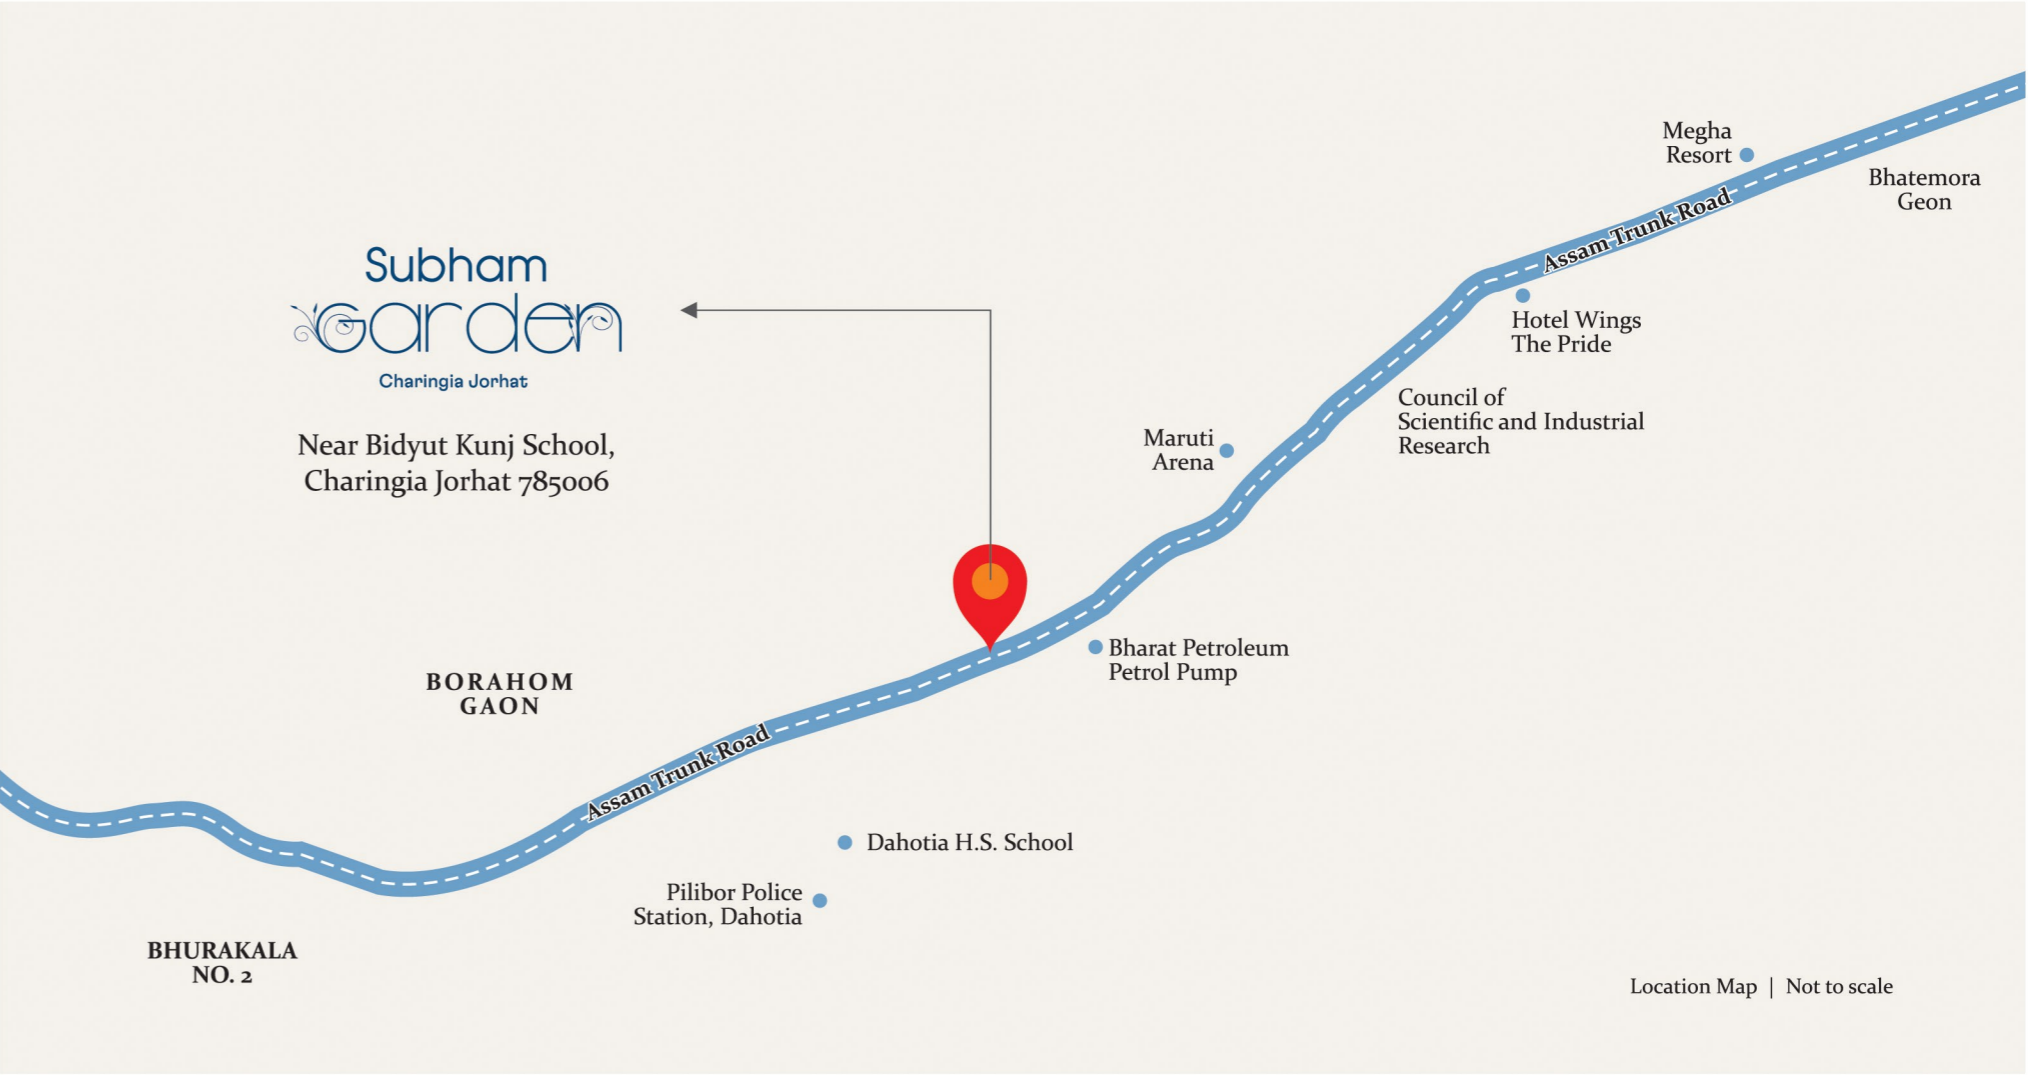 Megha
Resort
Bhatemora
Geon
Assam Trunk Road
Subham
Garden
Charingia Jorhat
Hotel Wings
The Pride
Near Bidyut Kunj School,
Charingia Jorhat 785006
Council of
Scientific and Industrial
Research
Maruti
Arena
Bharat Petroleum
Petrol Pump
BORAHOM
GAON
Assam Trunk Road
Dahotia H.S. School
Pilibor Police
Station, Dahotia
BHURAKALA
NO. 2
Location Map | Not to scale